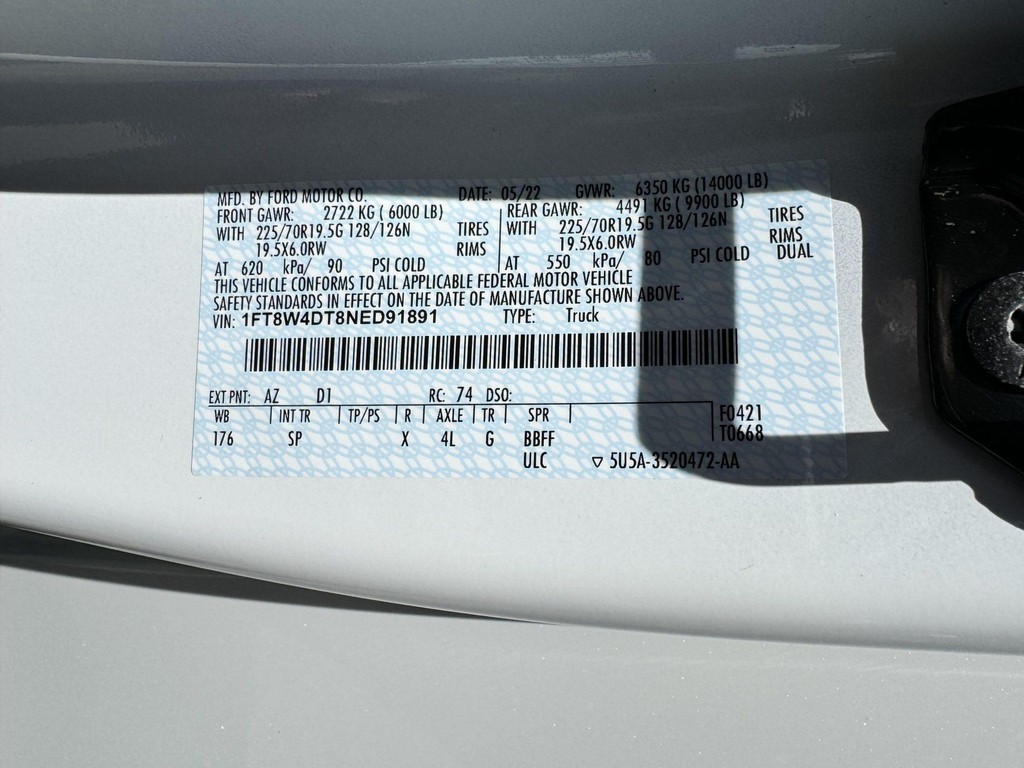 MFD. BY FORD MOTOR CO. DATE: 05/22 GVWR: 6350 KG (14000 LB)
FRONT GAWR: 2722 KG ( 6000 LB) REAR GAWR: 4491 KG ( 9900 LB)
WITH 225/70R19.5G 128/126N TIRES WITH 225/70R19.5G 128/126N TIRES
19.5X6.0RW RIMS 19.5X6.0RW RIMS
AT 620 kPa/ 90 PSI COLD AT 550 kPa/ 80 PSI COLD DUAL
THIS VEHICLE CONFORMS TO ALL APPLICABLE FEDERAL MOTOR VEHICLE
SAFETY STANDARDS IN EFFECT ON THE DATE OF MANUFACTURE SHOWN ABOVE.
VIN: 1FT8W4DT8NED91891 TYPE: Truck
EXT PNT: AZ D1 RC: 74 DSO:
WB INT TR TP/PS R AXLE TR SPR F0421
176 SP X 4L G BBFF T0668
ULC ▽ 5U5A-3520472-AA